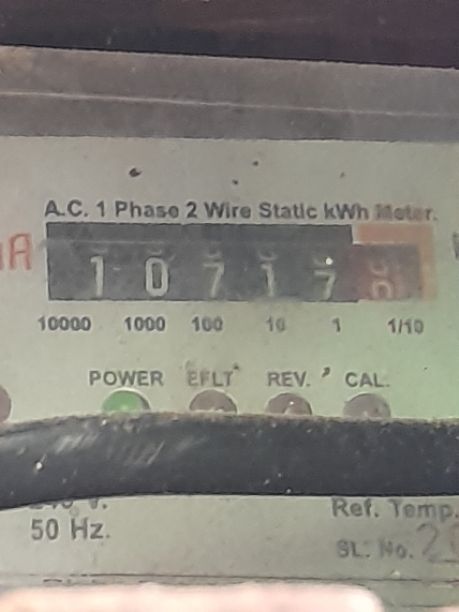 A.C. 1 Phase 2 Wire Static kWh Meter.
1 0 7 1 7
10000 1000 100 10 1 1/10
POWER EFLT REV. CAL.
50 Hz.
Ref. Temp.
SL. No. 2